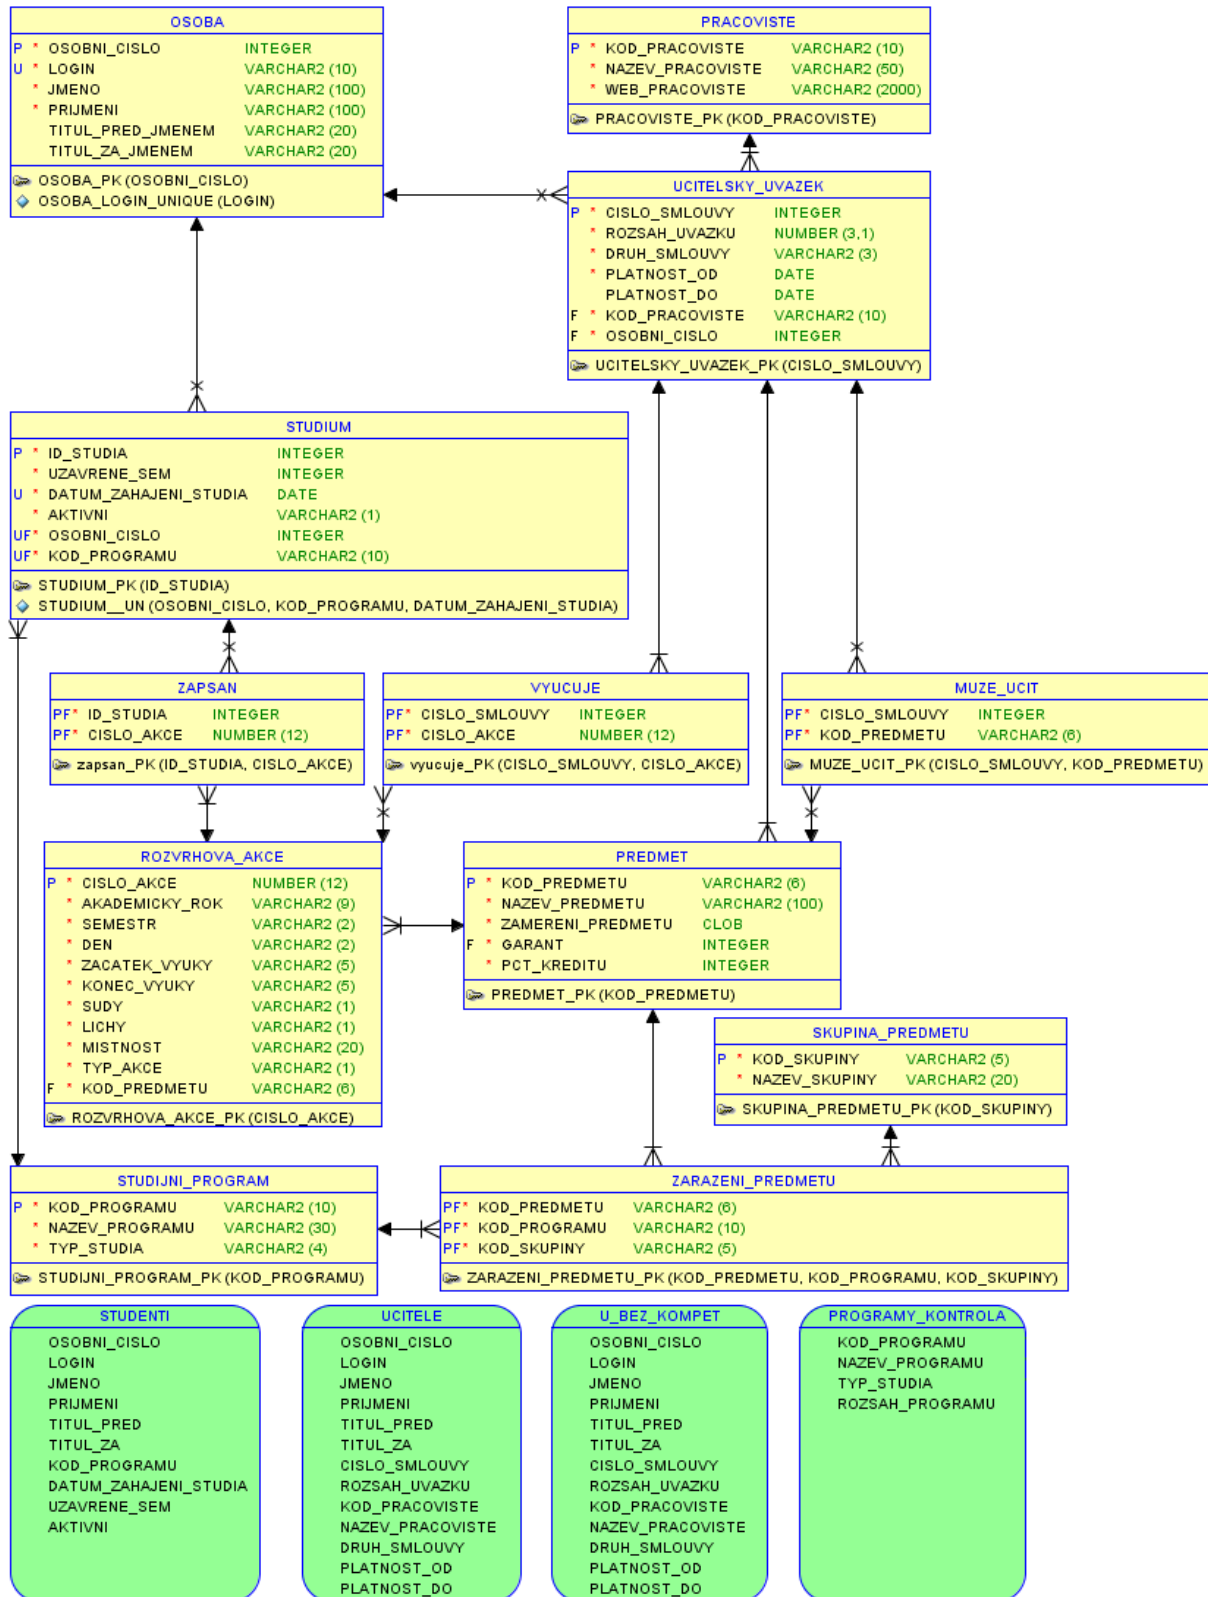 OSOBA
P * OSOBNI_CISLO INTEGER
U * LOGIN VARCHAR2 (10)
* JMENO VARCHAR2 (100)
* PRIJMENI VARCHAR2 (100)
TITUL_PRED_JMENEM VARCHAR2 (20)
TITUL_ZA_JMENEM VARCHAR2 (20)
OSOBA_PK (OSOBNI_CISLO)
OSOBA_LOGIN_UNIQUE (LOGIN)
PRACOVISTE
P * KOD_PRACOVISTE VARCHAR2 (10)
* NAZEV_PRACOVISTE VARCHAR2 (50)
* WEB_PRACOVISTE VARCHAR2 (2000)
PRACOVISTE_PK (KOD_PRACOVISTE)
UCITELSKY_UVAZEK
P * CISLO_SMLOUVY INTEGER
* ROZSAH_UVAZKU NUMBER (3,1)
* DRUH_SMLOUVY VARCHAR2 (3)
* PLATNOST_OD DATE
PLATNOST_DO DATE
F * KOD_PRACOVISTE VARCHAR2 (10)
F * OSOBNI_CISLO INTEGER
UCITELSKY_UVAZEK_PK (CISLO_SMLOUVY)
STUDIUM
P * ID_STUDIA INTEGER
* UZAVRENE_SEM INTEGER
U * DATUM_ZAHAJENI_STUDIA DATE
* AKTIVNI VARCHAR2 (1)
UF* OSOBNI_CISLO INTEGER
UF* KOD_PROGRAMU VARCHAR2 (10)
STUDIUM_PK (ID_STUDIA)
STUDIUM__UN (OSOBNI_CISLO, KOD_PROGRAMU, DATUM_ZAHAJENI_STUDIA)
ZAPSAN
PF* ID_STUDIA INTEGER
PF* CISLO_AKCE NUMBER (12)
zapsan_PK (ID_STUDIA, CISLO_AKCE)
VYUCUJE
PF* CISLO_SMLOUVY INTEGER
PF* CISLO_AKCE NUMBER (12)
vyucuje_PK (CISLO_SMLOUVY, CISLO_AKCE)
MUZE_UCIT
PF* CISLO_SMLOUVY INTEGER
PF* KOD_PREDMETU VARCHAR2 (6)
MUZE_UCIT_PK (CISLO_SMLOUVY, KOD_PREDMETU)
ROZVRHOVA_AKCE
P * CISLO_AKCE NUMBER (12)
* AKADEMICKY_ROK VARCHAR2 (9)
* SEMESTR VARCHAR2 (2)
* DEN VARCHAR2 (2)
* ZACATEK_VYUKY VARCHAR2 (5)
* KONEC_VYUKY VARCHAR2 (5)
* SUDY VARCHAR2 (1)
* LICHY VARCHAR2 (1)
* MISTNOST VARCHAR2 (20)
* TYP_AKCE VARCHAR2 (1)
F * KOD_PREDMETU VARCHAR2 (6)
ROZVRHOVA_AKCE_PK (CISLO_AKCE)
PREDMET
P * KOD_PREDMETU VARCHAR2 (6)
* NAZEV_PREDMETU VARCHAR2 (100)
* ZAMERENI_PREDMETU CLOB
F * GARANT INTEGER
* PCT_KREDITU INTEGER
PREDMET_PK (KOD_PREDMETU)
SKUPINA_PREDMETU
P * KOD_SKUPINY VARCHAR2 (5)
* NAZEV_SKUPINY VARCHAR2 (20)
SKUPINA_PREDMETU_PK (KOD_SKUPINY)
STUDIJNI_PROGRAM
P * KOD_PROGRAMU VARCHAR2 (10)
* NAZEV_PROGRAMU VARCHAR2 (30)
* TYP_STUDIA VARCHAR2 (4)
STUDIJNI_PROGRAM_PK (KOD_PROGRAMU)
ZARAZENI_PREDMETU
PF* KOD_PREDMETU VARCHAR2 (6)
PF* KOD_PROGRAMU VARCHAR2 (10)
PF* KOD_SKUPINY VARCHAR2 (5)
ZARAZENI_PREDMETU_PK (KOD_PREDMETU, KOD_PROGRAMU, KOD_SKUPINY)
STUDENTI
OSOBNI_CISLO
LOGIN
JMENO
PRIJMENI
TITUL_PRED
TITUL_ZA
KOD_PROGRAMU
DATUM_ZAHAJENI_STUDIA
UZAVRENE_SEM
AKTIVNI
UCITELE
OSOBNI_CISLO
LOGIN
JMENO
PRIJMENI
TITUL_PRED
TITUL_ZA
CISLO_SMLOUVY
ROZSAH_UVAZKU
KOD_PRACOVISTE
NAZEV_PRACOVISTE
DRUH_SMLOUVY
PLATNOST_OD
PLATNOST_DO
U_BEZ_KOMPET
OSOBNI_CISLO
LOGIN
JMENO
PRIJMENI
TITUL_PRED
TITUL_ZA
CISLO_SMLOUVY
ROZSAH_UVAZKU
KOD_PRACOVISTE
NAZEV_PRACOVISTE
DRUH_SMLOUVY
PLATNOST_OD
PLATNOST_DO
PROGRAMY_KONTROLA
KOD_PROGRAMU
NAZEV_PROGRAMU
TYP_STUDIA
ROZSAH_PROGRAMU